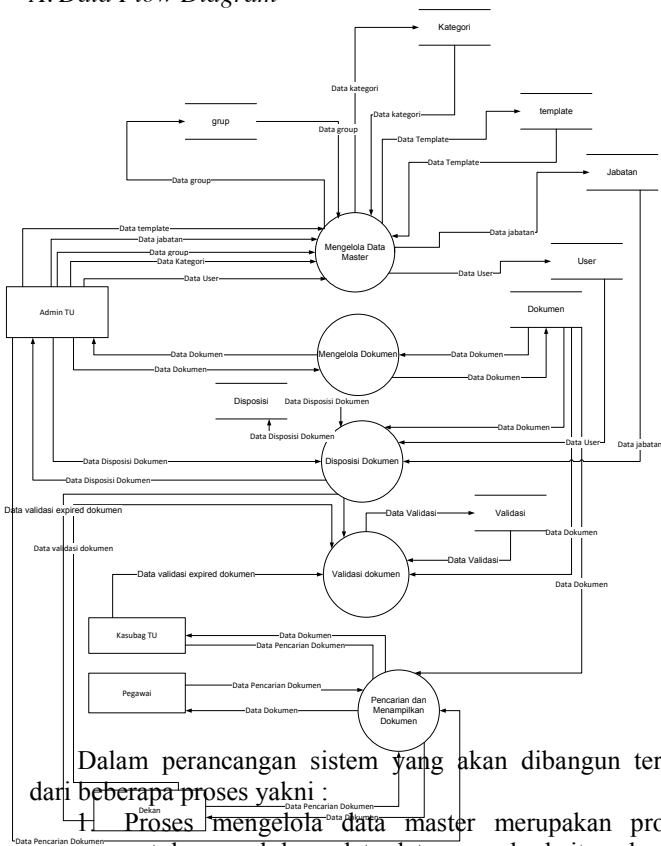 A. Data Flow Diagram
Kategori
Data kategori
Data kategori
template
grup
Data group
Data Template
Data Template
Jabatan
Data group
Data template
Data jabatan
Data group
Data Kategori
Data User
Mengelola Data
Master
Data jabatan
Data User
User
Admin TU
Dokumen
Data Dokumen
Data Dokumen
Mengelola Dokumen
Data Dokumen
Data Dokumen
Disposisi
Data Disposisi Dokumen
Data Disposisi Dokumen
Data Dokumen
Data User
Data jabatan
Data Disposisi Dokumen
Disposisi Dokumen
Data Disposisi Dokumen
Data validasi expired dokumen
Data Validasi
Validasi
Data Dokumen
Data validasi dokumen
Data Validasi
Data validasi expired dokumen
Validasi dokumen
Data Dokumen
Kasubag TU
Data Dokumen
Data Pencarian Dokumen
Pegawai
Data Pencarian Dokumen
Data Dokumen
Pencarian dan
Menampilkan
Dokumen
Dalam perancangan sistem yang akan dibangun ter
dari beberapa proses yakni :
Dekan
Data Pencarian Dokumen
Data Dokumen
1. Proses mengelola data master merupakan pro
Data Pencarian Dokumen